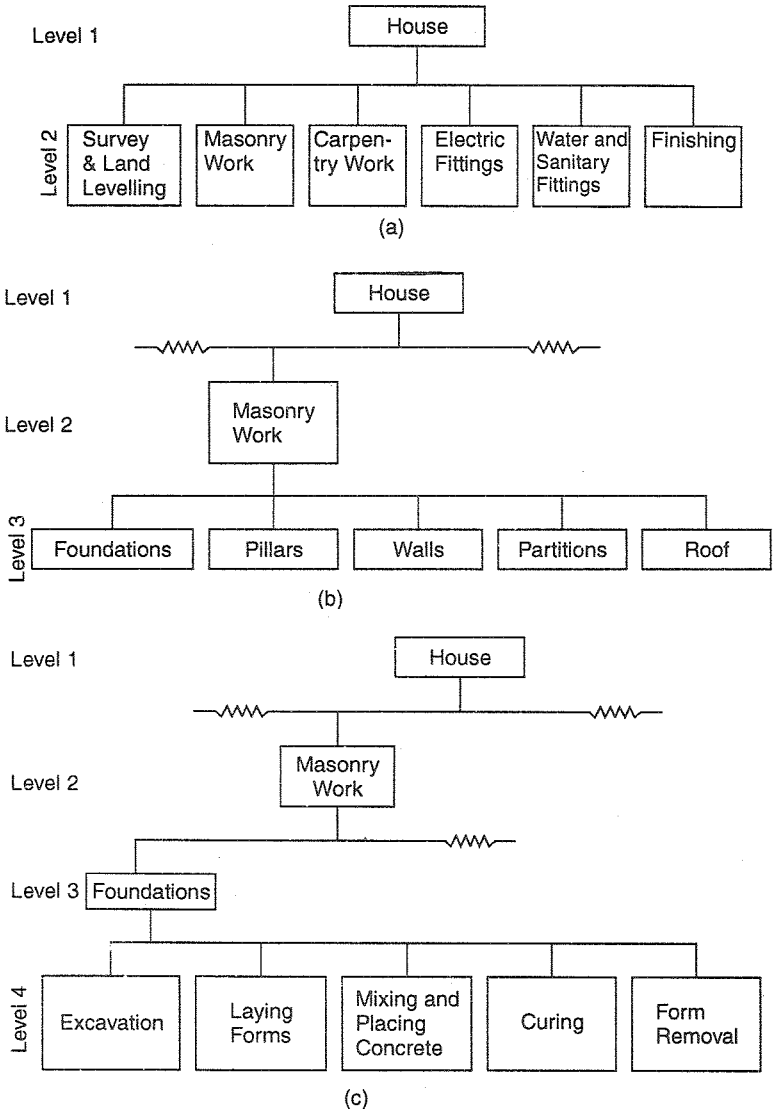 Level 1
House
Level 2
Survey
& Land
Levelling
Masonry
Work
Carpen-
try Work
Electric
Fittings
Water and
Sanitary
Fittings
Finishing
(a)
Level 1
House
Level 2
Masonry
Work
Level 3
Foundations
Pillars
Walls
Partitions
Roof
(b)
Level 1
House
Level 2
Masonry
Work
Level 3
Foundations
Level 4
Excavation
Laying
Forms
Mixing and
Placing
Concrete
Curing
Form
Removal
(c)